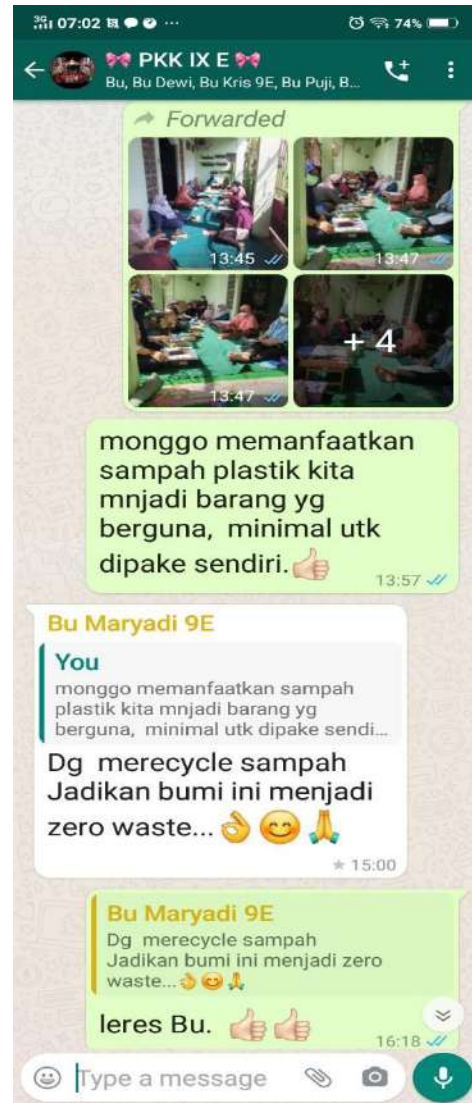 3G 07:02 74%
PKK IX E
Bu, Bu Dewi, Bu Kris 9E, Bu Puji, B...
Forwarded
13:45
13:47
13:47
+ 4
monggo memanfaatkan
sampah plastik kita
mnjadi barang yg
berguna, minimal utk
dipake sendiri.👍
13:57
Bu Maryadi 9E
You
monggo memanfaatkan sampah
plastik kita mnjadi barang yg
berguna, minimal utk dipake sendi...
Dg merecycle sampah
Jadikan bumi ini menjadi
zero waste...👌😊🙏
15:00
Bu Maryadi 9E
Dg merecycle sampah
Jadikan bumi ini menjadi zero
waste...👌😊🙏
leres Bu. 👍👍
16:18
Type a message